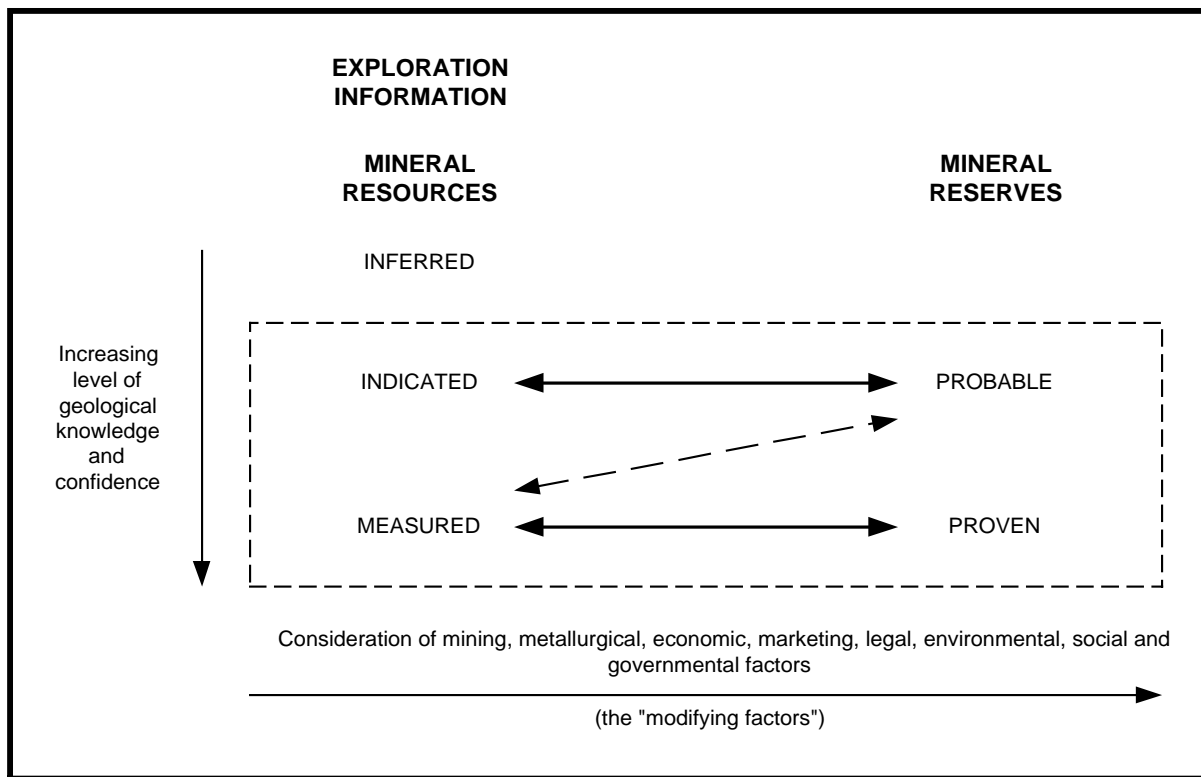 EXPLORATION
INFORMATION
MINERAL
RESOURCES
MINERAL
RESERVES
INFERRED
Increasing
level of
geological
knowledge
and
confidence
INDICATED
PROBABLE
MEASURED
PROVEN
Consideration of mining, metallurgical, economic, marketing, legal, environmental, social and
governmental factors
(the "modifying factors")